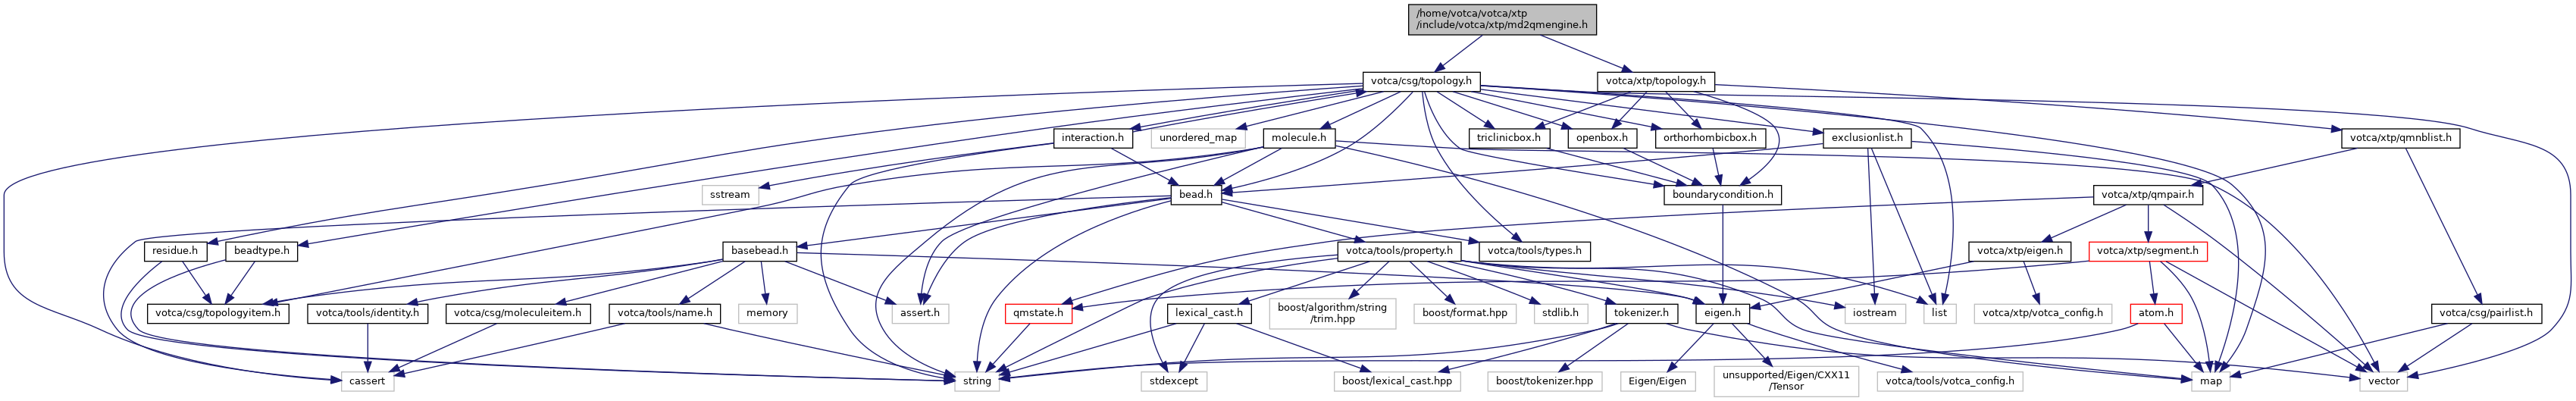 /home/votca/votca/xtp
/include/votca/xtp/md2qmengine.h
votca/csg/topology.h
votca/xtp/topology.h
interaction.h
unordered_map
molecule.h
triclinicbox.h
openbox.h
orthorhombicbox.h
exclusionlist.h
votca/xtp/qmnblist.h
sstream
bead.h
boundarycondition.h
votca/xtp/qmpair.h
residue.h
beadtype.h
basebead.h
votca/tools/property.h
votca/tools/types.h
votca/xtp/eigen.h
votca/xtp/segment.h
votca/csg/topologyitem.h
votca/tools/identity.h
votca/csg/moleculeitem.h
votca/tools/name.h
memory
assert.h
qmstate.h
lexical_cast.h
boost/algorithm/string
/trim.hpp
boost/format.hpp
stdlib.h
tokenizer.h
eigen.h
iostream
list
votca/xtp/votca_config.h
atom.h
votca/csg/pairlist.h
cassert
string
stdexcept
boost/lexical_cast.hpp
boost/tokenizer.hpp
Eigen/Eigen
unsupported/Eigen/CXX11
/Tensor
votca/tools/votca_config.h
map
vector